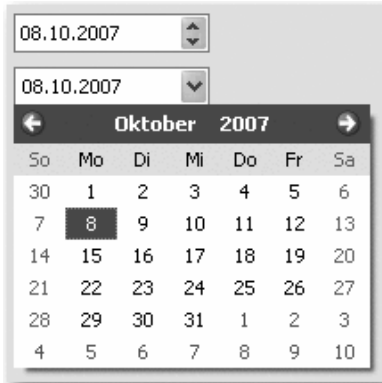 08.10.2007
08.10.2007
Oktober 2007
So Mo Di Mi Do Fr Sa
30 1 2 3 4 5 6
7 8 9 10 11 12 13
14 15 16 17 18 19 20
21 22 23 24 25 26 27
28 29 30 31 1 2 3
4 5 6 7 8 9 10